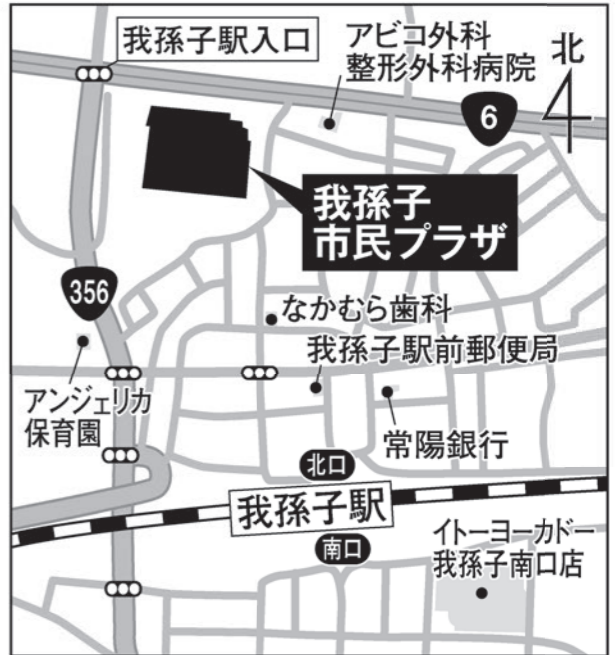 我孫子駅入口
アビコ外科
整形外科病院
北
6
我孫子
市民プラザ
356
なかむら歯科
我孫子駅前郵便局
アンジェリカ
保育園
常陽銀行
北口
我孫子駅
南口
イトーヨーカドー
我孫子南口店